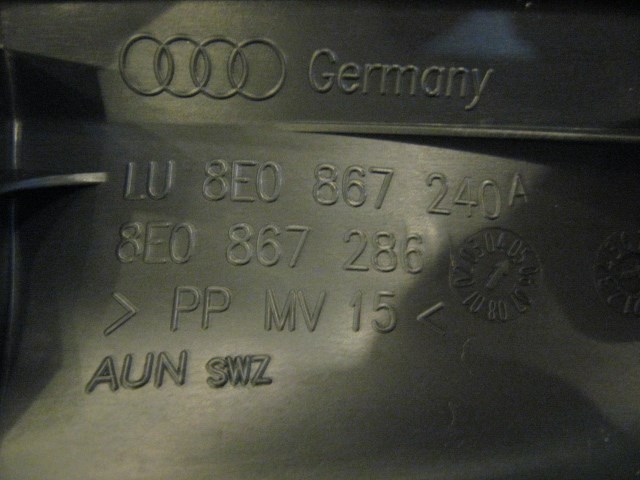 Germany
LU 8E0 867 240A
8E0 867 286
> PP MV 15 <
AUN SWZ